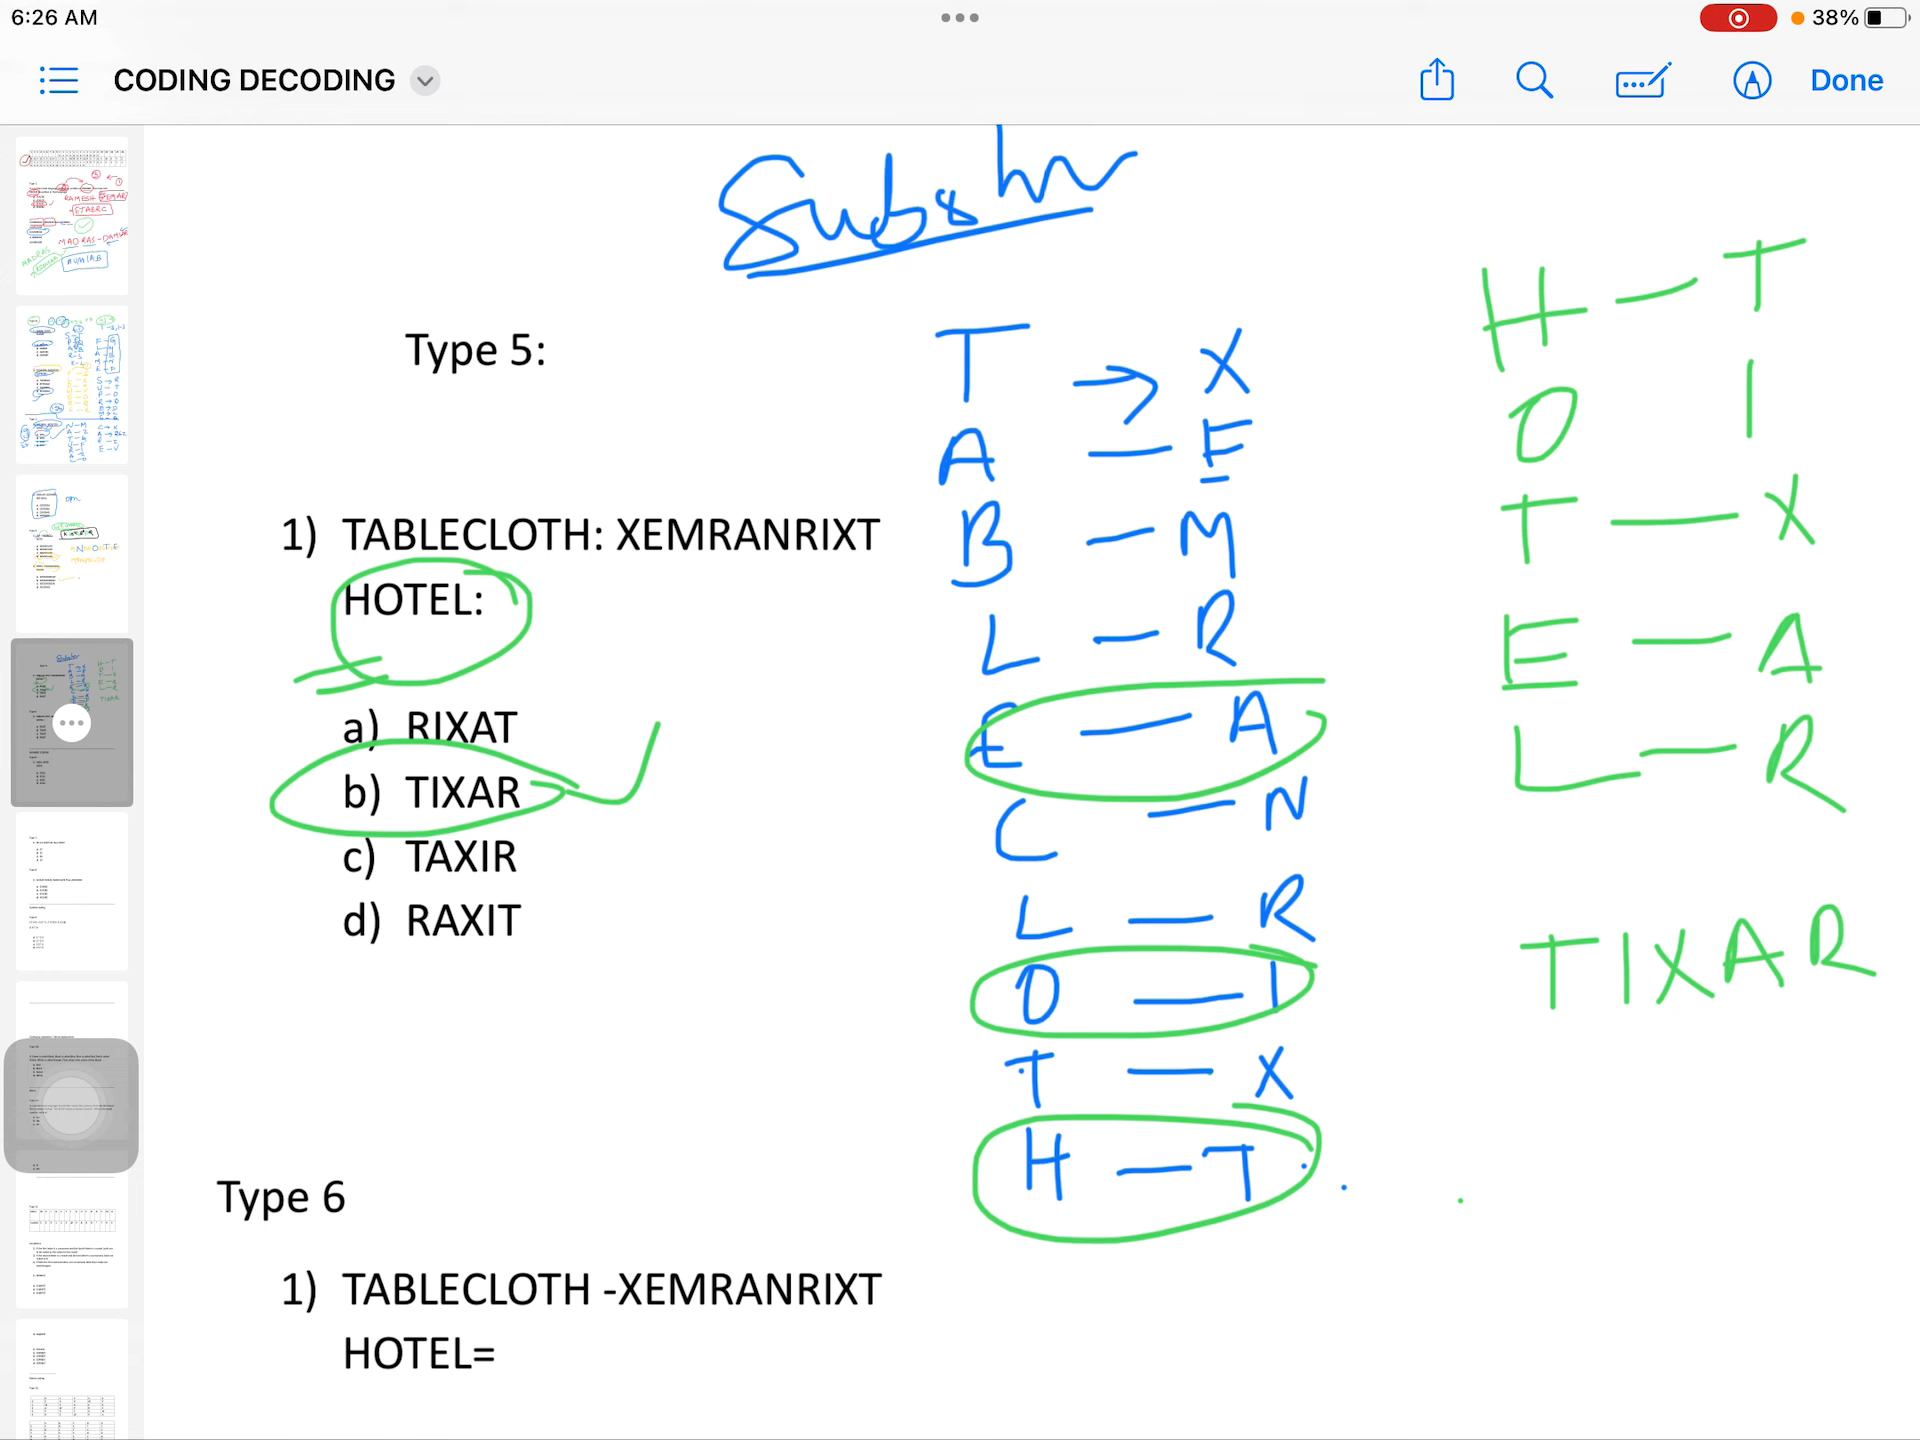 6:26 AM
38%
CODING DECODING
Done
Type 5:
1) TABLECLOTH: XEMRANRIXT
HOTEL:
a) RIXAT
b) TIXAR
c) TAXIR
d) RAXIT
T → X
A — E
B — M
L — R
E — A
C — N
L — R
O — I
T — X
H — T
H — T
O I
T — X
E — A
L — R
TIXAR
Type 6
1) TABLECLOTH -XEMRANRIXT
HOTEL=